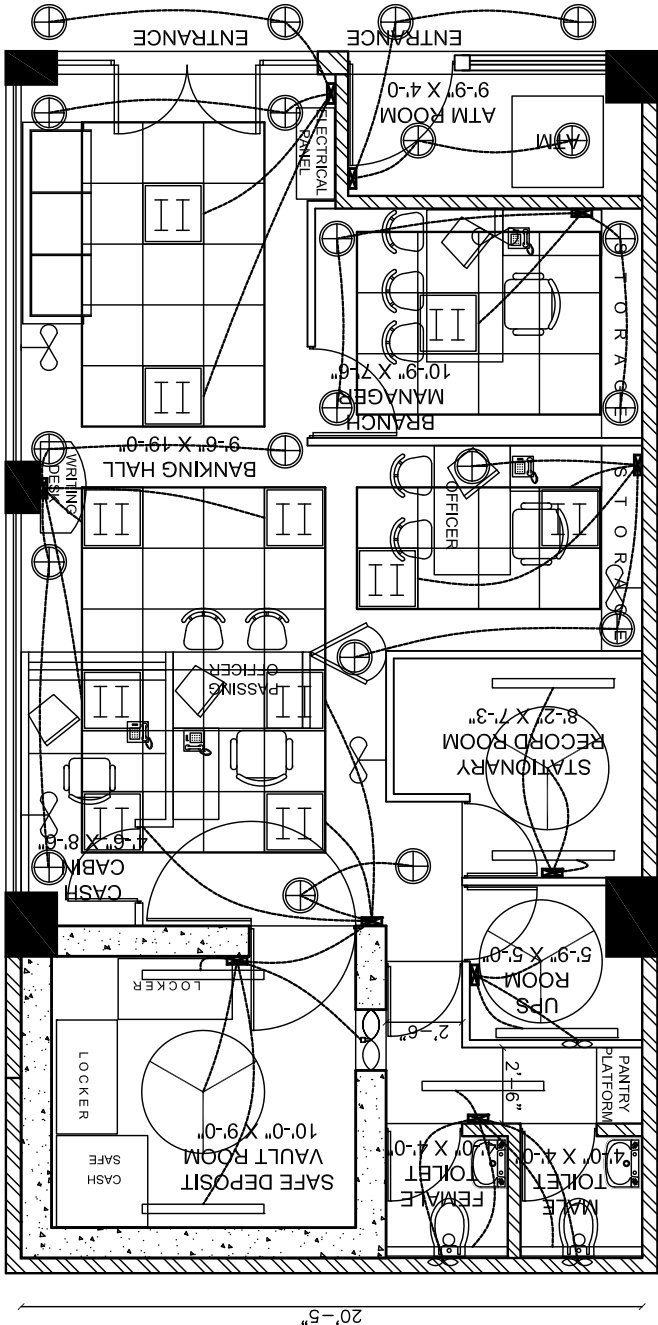 ENTRANCE
ENTRANCE
ATM ROOM
9'-9" X 4'-0
ATM
ELECTRICAL
PANEL
STORAGE
BRANCH
MANAGER
10'-9" X 7'-6"
BANKING HALL
9'-6" X 19'-0"
WRITING
DESK
OFFICER
STORAGE
PASSING
OFFICER
STATIONARY
RECORD ROOM
8'-2" X 7'-3"
CASH
CABIN
4'-6" X 8'-6"
UPS
ROOM
5'-9" X 5'-0"
LOCKER
LOCKER
2'-6"
2'-6"
PANTRY
PLATFORM
CASH
SAFE
SAFE DEPOSIT
VAULT ROOM
10'-0" X 9'-0"
FEMALE
TOILET
4'-0" X 4'-0"
MALE
TOILET
4'-0" X 4'-0"
20'-5"